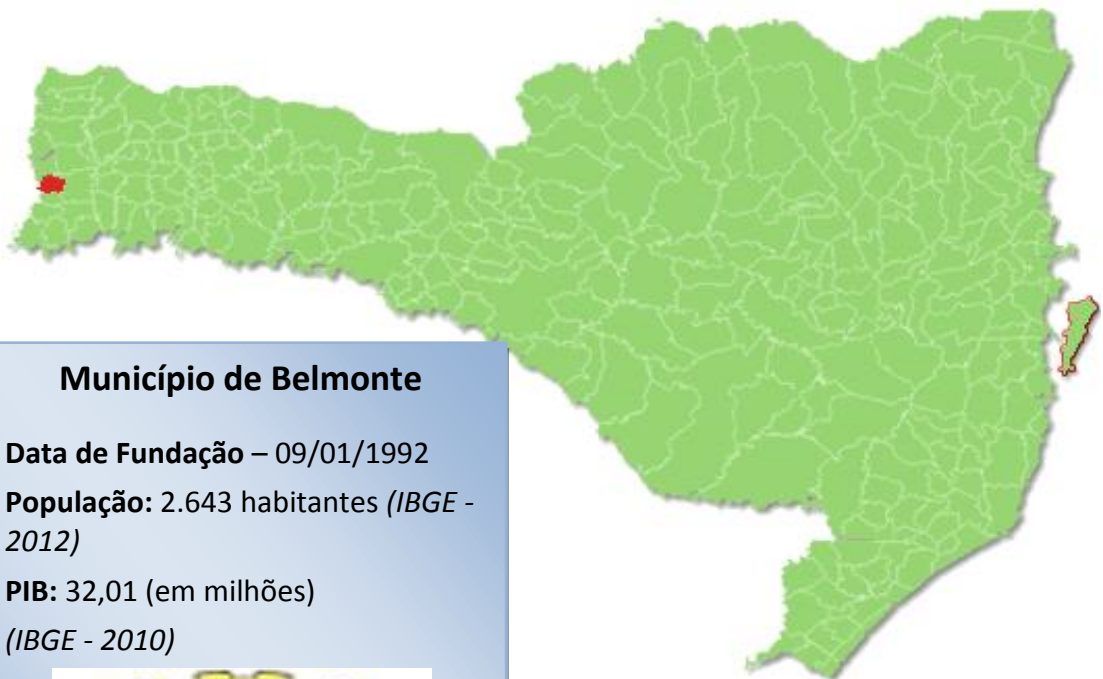 Município de Belmonte
Data de Fundação – 09/01/1992
População: 2.643 habitantes (IBGE -
2012)
PIB: 32,01 (em milhões)
(IBGE - 2010)